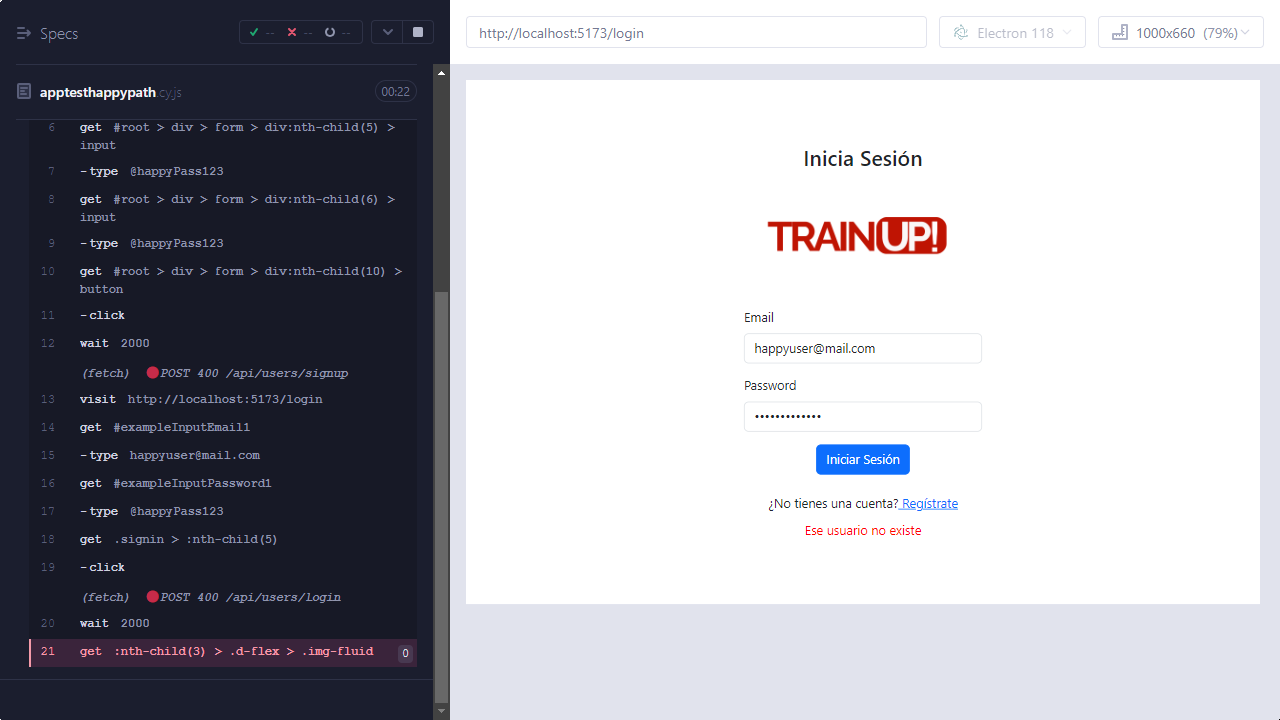 Specs
-- -- --
apptesthappypath.cy.js 00:22
6 get #root > div > form > div:nth-child(5) >
input
7 -type @happyPass123
8 get #root > div > form > div:nth-child(6) >
input
9 -type @happyPass123
10 get #root > div > form > div:nth-child(10) >
button
11 -click
12 wait 2000
(fetch) POST 400 /api/users/signup
13 visit http://localhost:5173/login
14 get #exampleInputEmail1
15 -type happyuser@mail.com
16 get #exampleInputPassword1
17 -type @happyPass123
18 get .signin > :nth-child(5)
19 -click
(fetch) POST 400 /api/users/login
20 wait 2000
21 get :nth-child(3) > .d-flex > .img-fluid 0
http://localhost:5173/login
Electron 118
1000x660 (79%)
Inicia Sesión
TRAINUP!
Email
happyuser@mail.com
Password
•••••••••••••
Iniciar Sesión
¿No tienes una cuenta? Regístrate
Ese usuario no existe